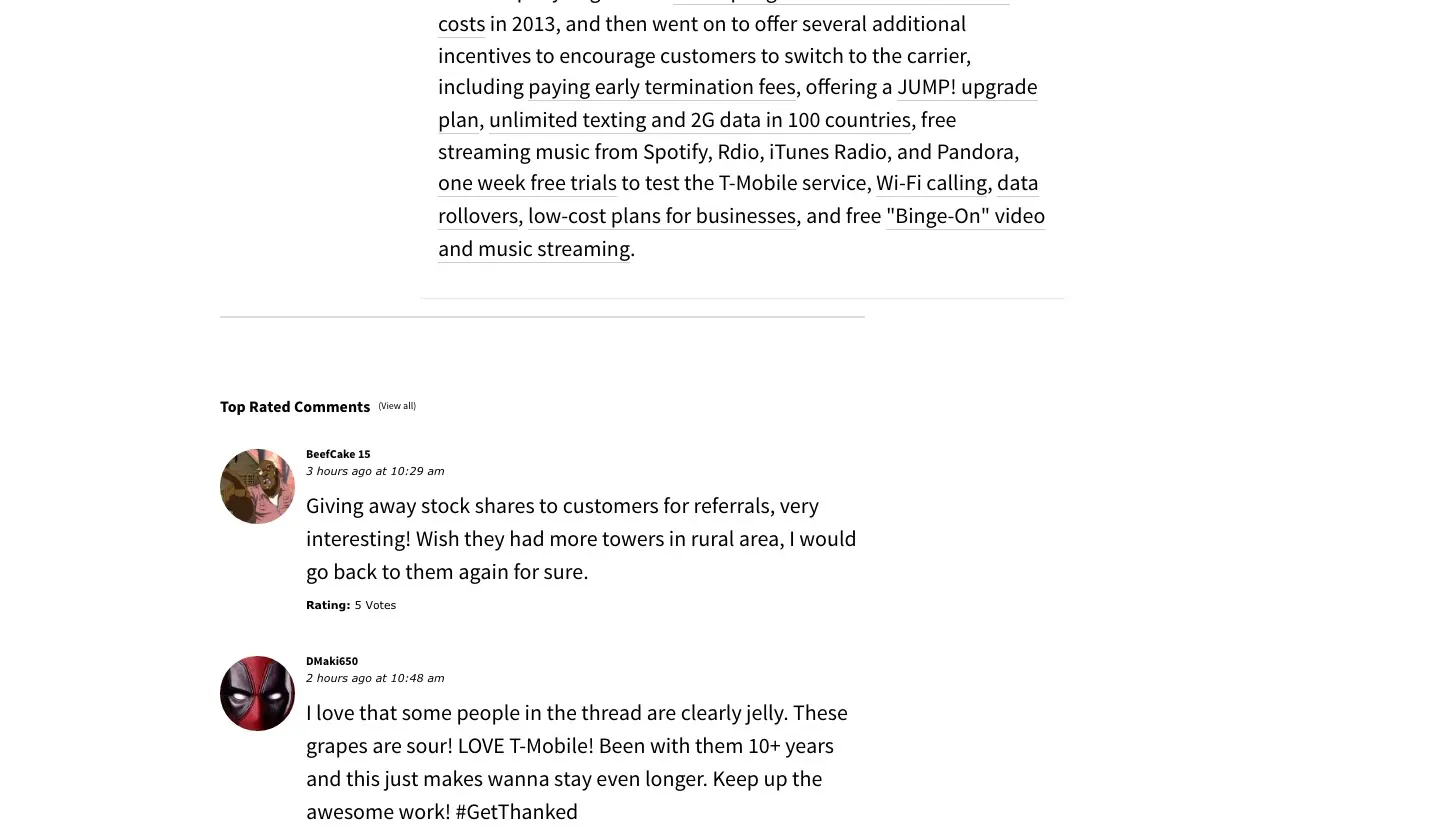 costs in 2013, and then went on to offer several additional
incentives to encourage customers to switch to the carrier,
including paying early termination fees, offering a JUMP! upgrade
plan, unlimited texting and 2G data in 100 countries, free
streaming music from Spotify, Rdio, iTunes Radio, and Pandora,
one week free trials to test the T-Mobile service, Wi-Fi calling, data
rollovers, low-cost plans for businesses, and free "Binge-On" video
and music streaming.
Top Rated Comments (View all)
BeefCake 15
3 hours ago at 10:29 am
Giving away stock shares to customers for referrals, very
interesting! Wish they had more towers in rural area, I would
go back to them again for sure.
Rating: 5 Votes
DMaki650
2 hours ago at 10:48 am
I love that some people in the thread are clearly jelly. These
grapes are sour! LOVE T-Mobile! Been with them 10+ years
and this just makes wanna stay even longer. Keep up the
awesome work! #GetThanked